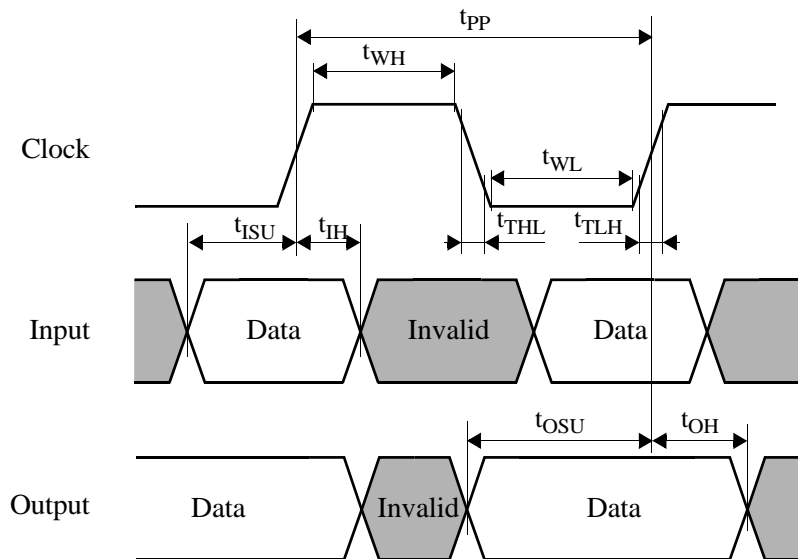 tPP
tWH
Clock
tWL
tISU
tIH
tTHL
tTLH
Input
Data
Invalid
Data
tOSU
tOH
Output
Data
Invalid
Data